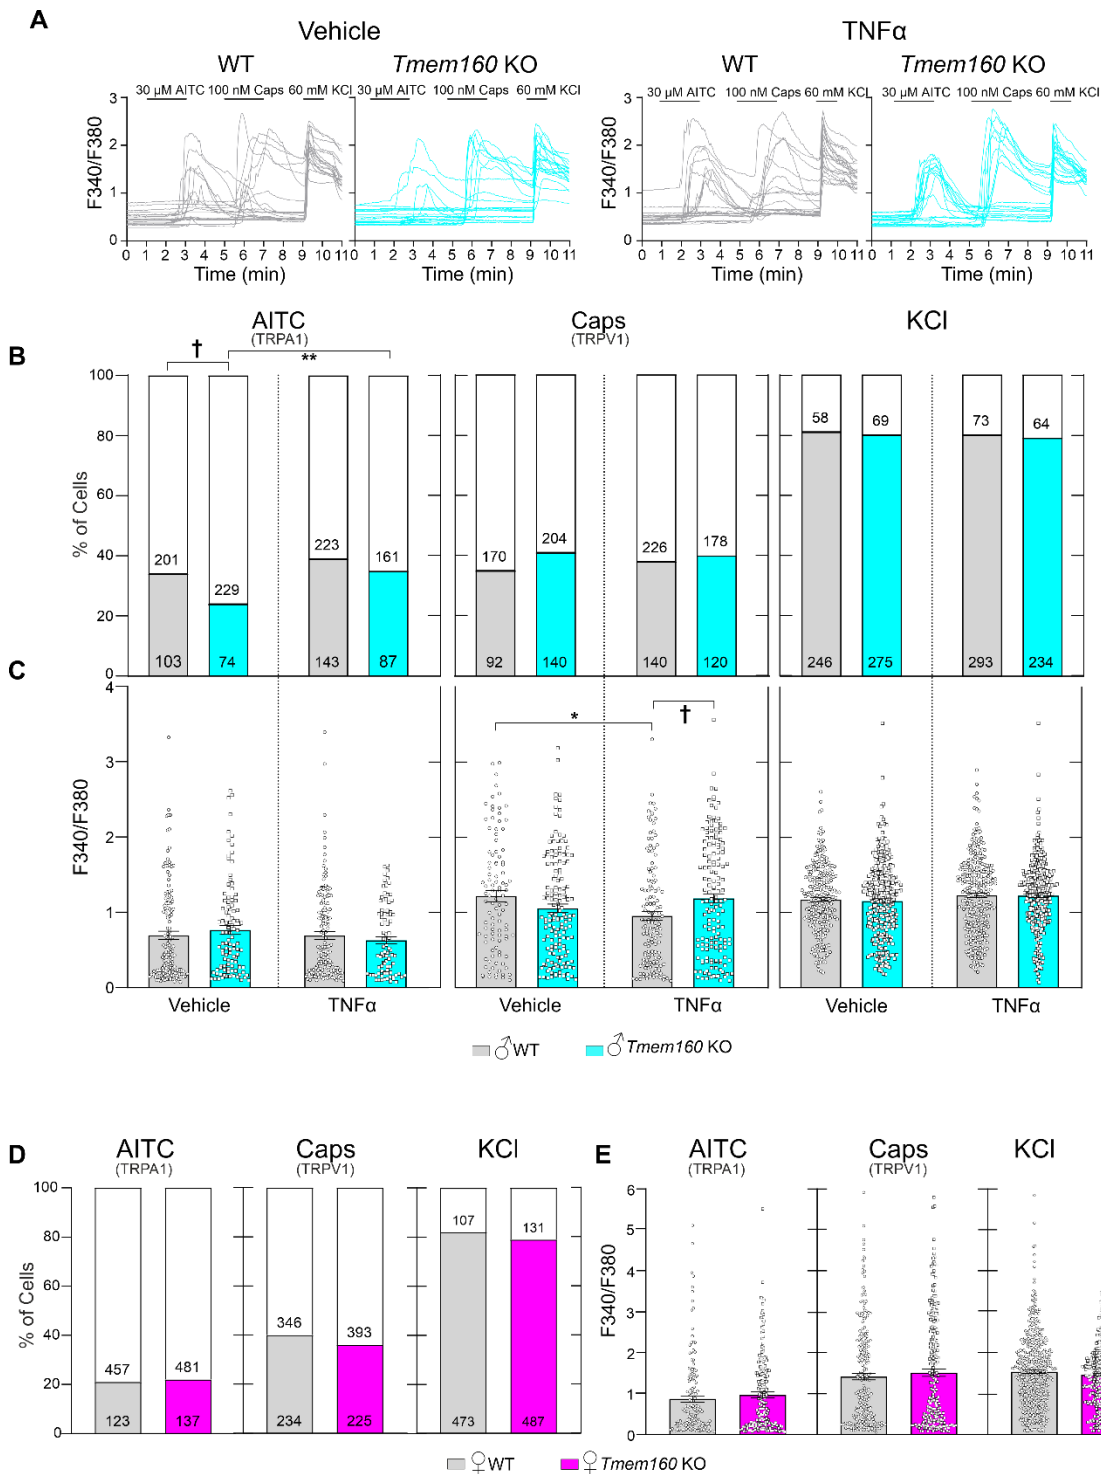 A
Vehicle
TNFα
WT
Tmem160 KO
WT
Tmem160 KO
30 µM AITC 100 nM Caps 60 mM KCl
30 µM AITC 100 nM Caps 60 mM KCl
30 µM AITC 100 nM Caps 60 mM KCl
30 µM AITC 100 nM Caps 60 mM KCl
F340/F380
3
2
1
0
F340/F380
3
2
1
0
0 1 2 3 4 5 6 7 8 9 10 11
0 1 2 3 4 5 6 7 8 9 10 11
0 1 2 3 4 5 6 7 8 9 10 11
0 1 2 3 4 5 6 7 8 9 10 11
Time (min)
Time (min)
Time (min)
Time (min)
B
AITC
(TRPA1)
Caps
(TRPV1)
KCl
†
**
% of Cells
100
80
60
40
20
0
201
229
223
161
103
74
143
87
170
204
226
178
92
140
140
120
58
69
73
64
246
275
293
234
C
F340/F380
4
3
2
1
0
*
†
Vehicle
TNFα
Vehicle
TNFα
Vehicle
TNFα
♂ WT
♂ Tmem160 KO
D
AITC
(TRPA1)
Caps
(TRPV1)
KCl
% of Cells
100
80
60
40
20
0
457
481
123
137
346
393
234
225
107
131
473
487
♀ WT
♀ Tmem160 KO
E
AITC
(TRPA1)
Caps
(TRPV1)
KCl
F340/F380
6
5
4
3
2
1
0